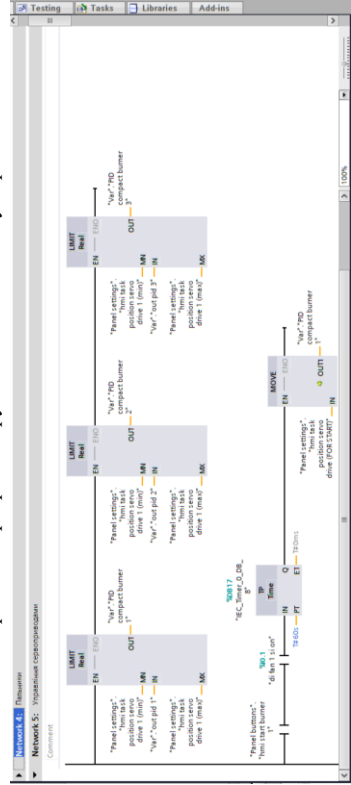 Testing
Tasks
Libraries
Add-ins
Network 4: Пальники
Network 5: Управління сервоприводами
Comment
LIMIT
Real
EN
ENO
OUT
"Var"."PID
compact burner
1"
"Panel settings".
"hmi task
position servo
drive 1 (min)"
MN
"Var"."out pid 1"
IN
"Panel settings".
"hmi task
position servo
drive 1 (max)"
MX
LIMIT
Real
EN
ENO
OUT
"Var"."PID
compact burner
2"
"Panel settings".
"hmi task
position servo
drive 1 (min)"
MN
"Var"."out pid 2"
IN
"Panel settings".
"hmi task
position servo
drive 1 (max)"
MX
LIMIT
Real
EN
ENO
OUT
"Var"."PID
compact burner
3"
"Panel settings".
"hmi task
position servo
drive 1 (min)"
MN
"Var"."out pid 3"
IN
"Panel settings".
"hmi task
position servo
drive 1 (max)"
MX
"Panel buttons".
"hmi start burner
1"
"di fan 1 si on"
%DB17
"IEC_Timer_0_DB_
8"
TP
Time
IN
Q
T#60s
PT
ET
T#0ms
MOVE
EN
ENO
"Panel settings".
"hmi task
position servo
drive (FOR START)"
IN
OUT1
"Var"."PID
compact burner
1"
100%